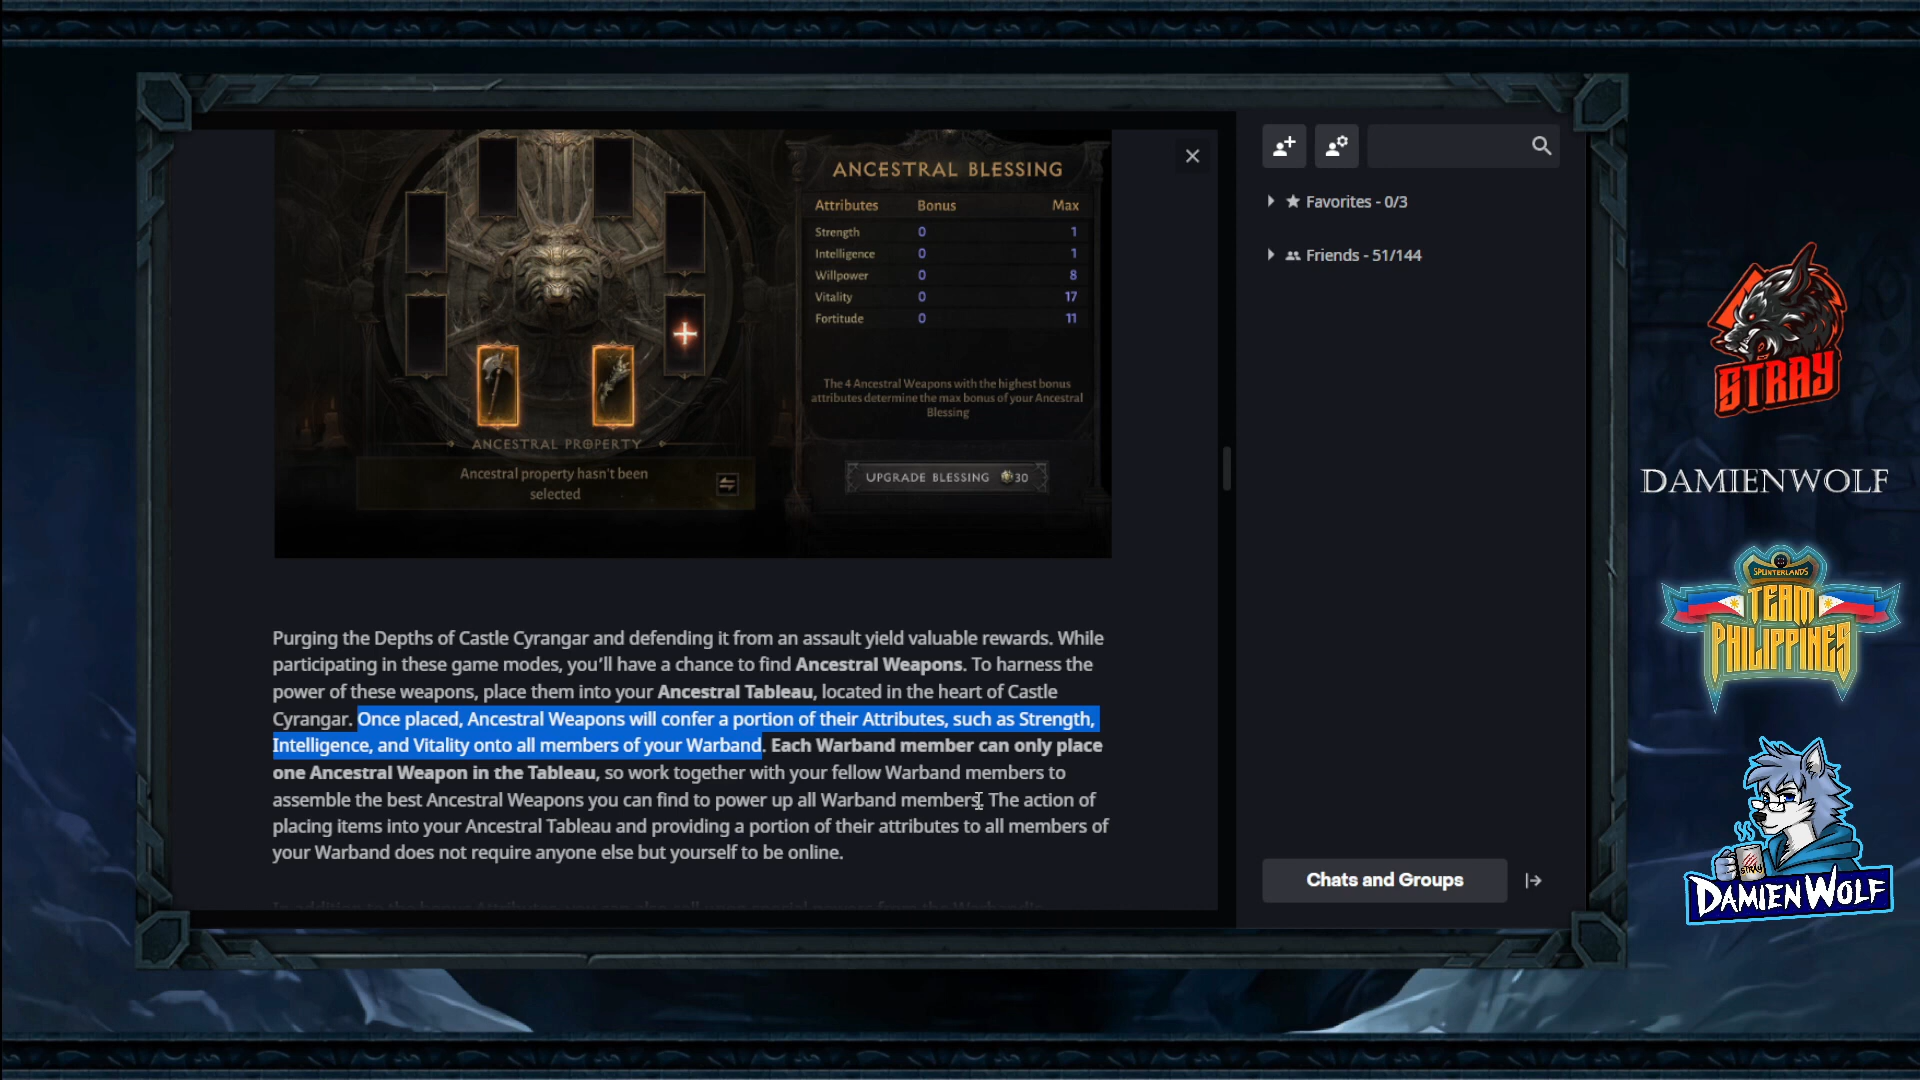 ANCESTRAL BLESSING
Attributes Bonus Max
Strength 0 1
Intelligence 0 1
Willpower 0 8
Vitality 0 17
Fortitude 0 11
The 4 Ancestral Weapons with the highest bonus
attributes determine the max bonus of your Ancestral
Blessing
UPGRADE BLESSING 30
ANCESTRAL PROPERTY
Ancestral property hasn't been
selected
Purging the Depths of Castle Cyrangar and defending it from an assault yield valuable rewards. While
participating in these game modes, you'll have a chance to find Ancestral Weapons. To harness the
power of these weapons, place them into your Ancestral Tableau, located in the heart of Castle
Cyrangar. Once placed, Ancestral Weapons will confer a portion of their Attributes, such as Strength,
Intelligence, and Vitality onto all members of your Warband. Each Warband member can only place
one Ancestral Weapon in the Tableau, so work together with your fellow Warband members to
assemble the best Ancestral Weapons you can find to power up all Warband members. The action of
placing items into your Ancestral Tableau and providing a portion of their attributes to all members of
your Warband does not require anyone else but yourself to be online.
Favorites - 0/3
Friends - 51/144
Chats and Groups
STRAY
DAMIENWOLF
SPLINTERLANDS
TEAM
PHILIPPINES
STRAY
DAMIENWOLF